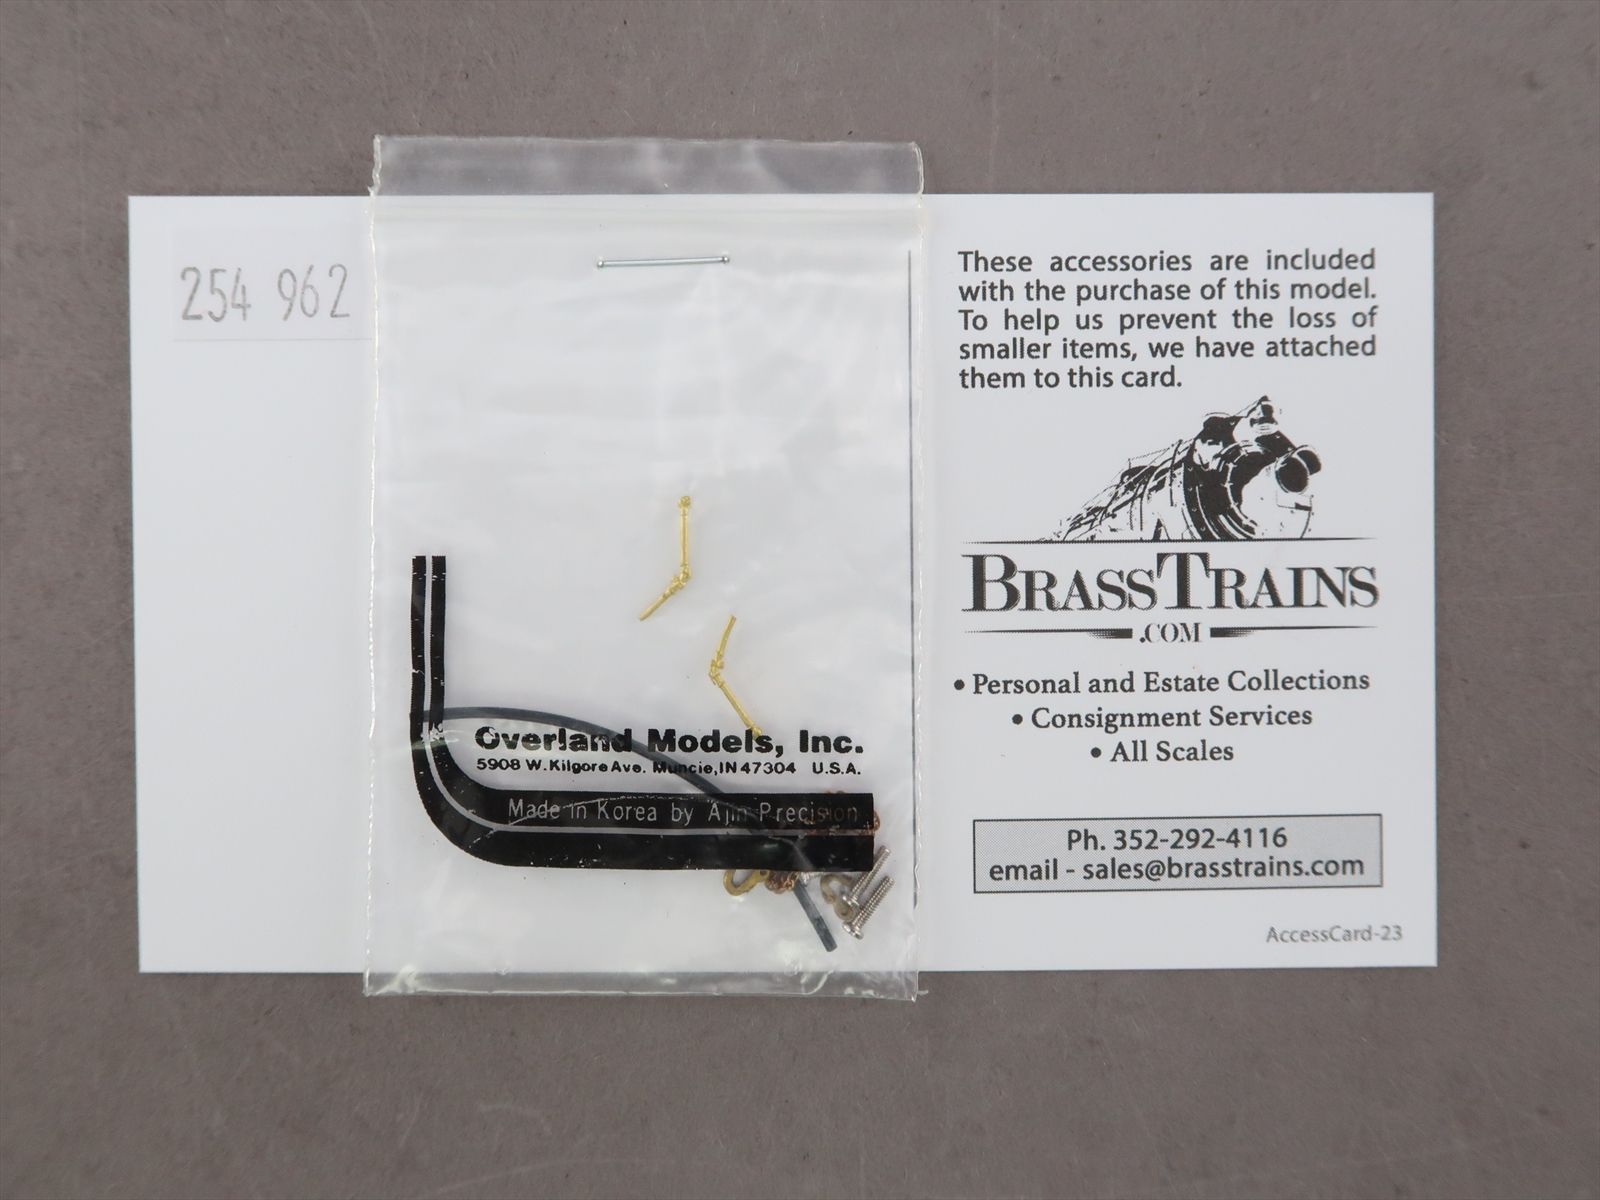 254 962
Overland Models, Inc.
5908 W. Kilgore Ave. Muncie, IN 47304 U.S.A.
Made in Korea by Ajin Precision
These accessories are included
with the purchase of this model.
To help us prevent the loss of
smaller items, we have attached
them to this card.
BRASSTRAINS
.COM
• Personal and Estate Collections
• Consignment Services
• All Scales
Ph. 352-292-4116
email - sales@brasstrains.com
AccessCard-23